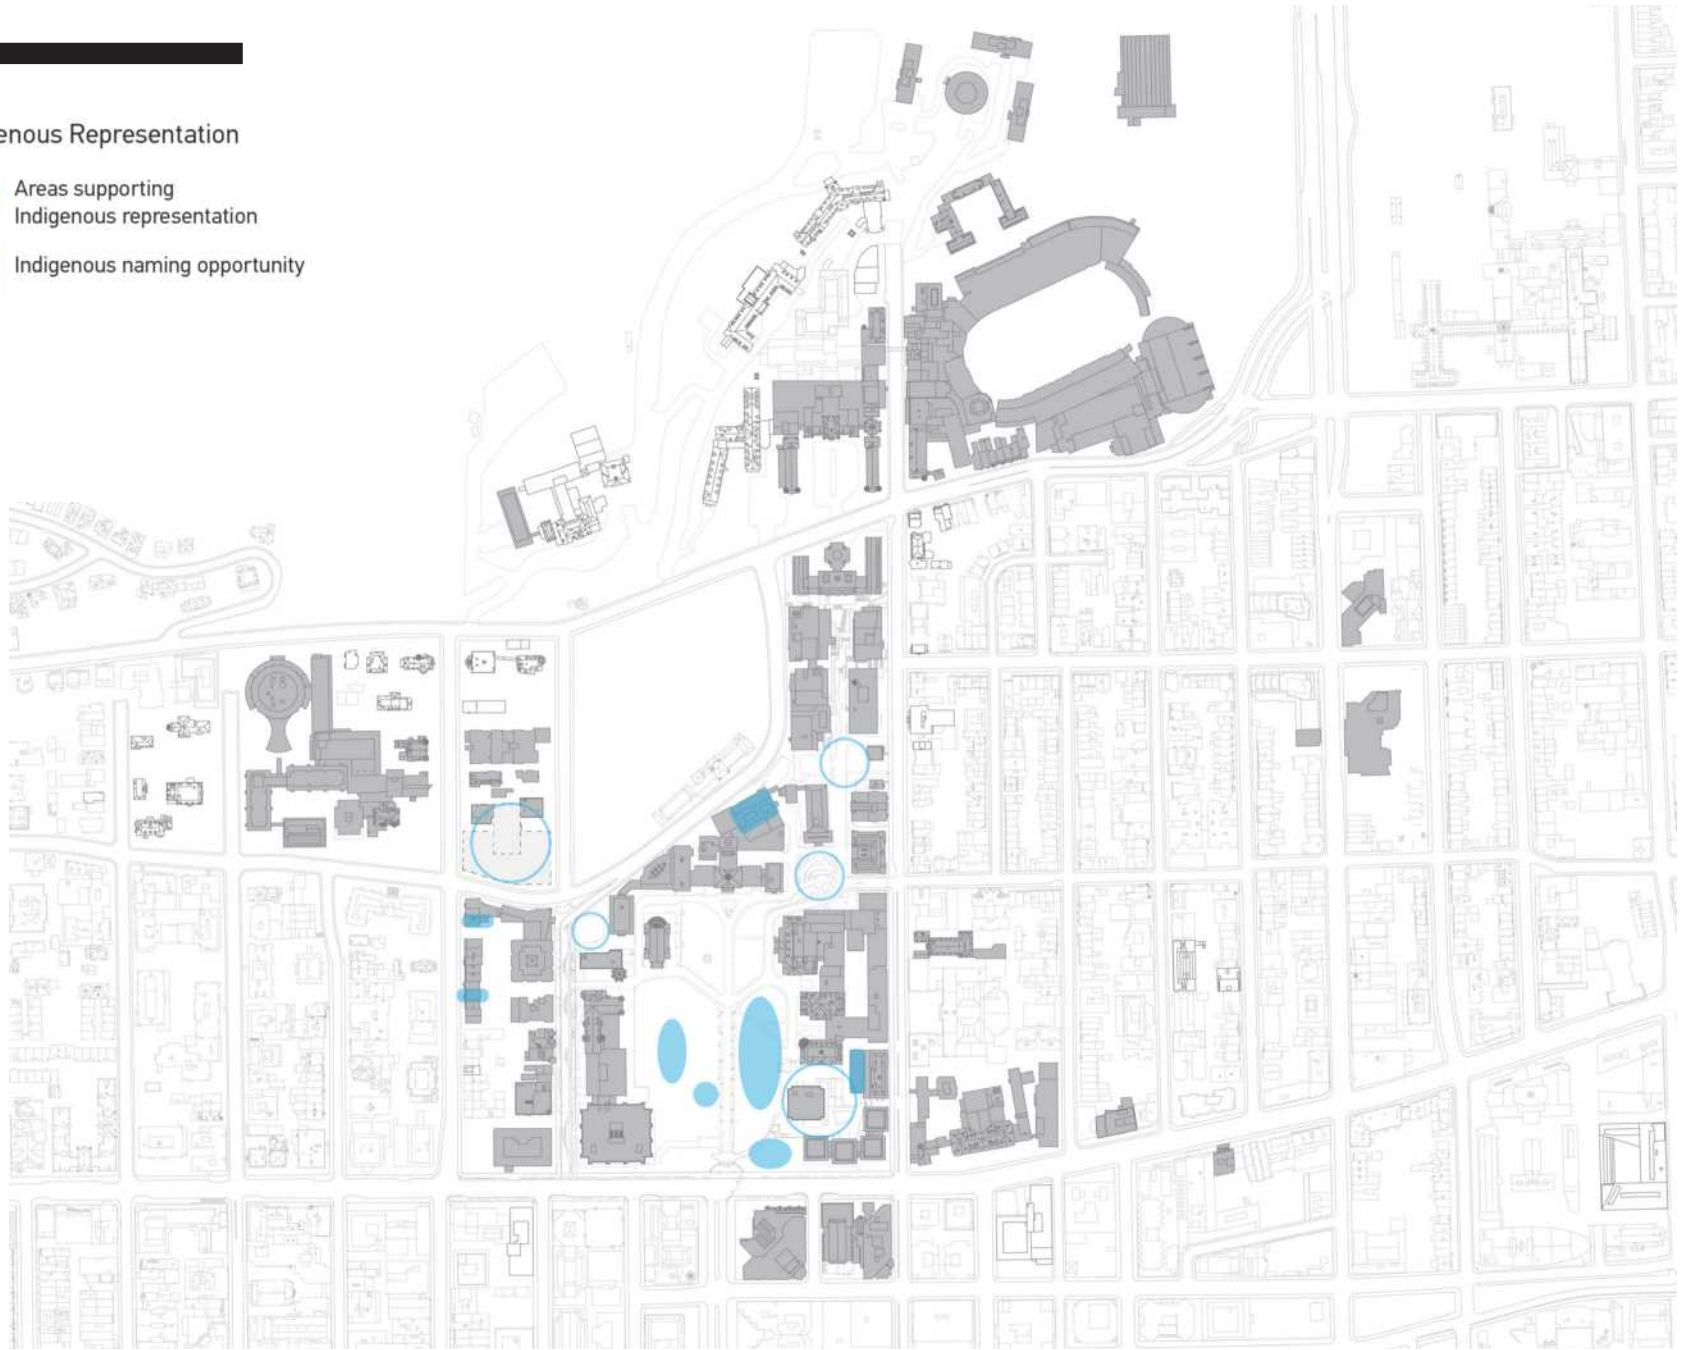 enous Representation
Areas supporting
Indigenous representation
Indigenous naming opportunity